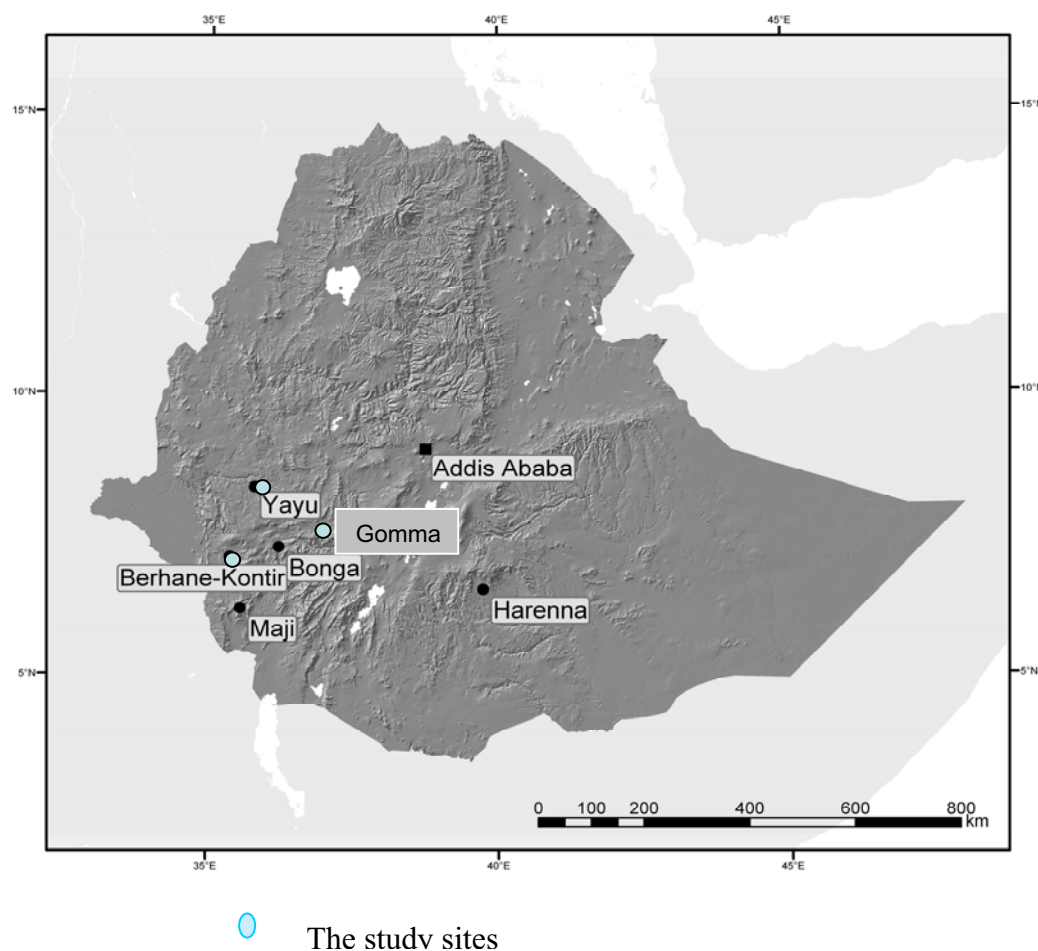 35°E 40°E 45°E
15°N 15°N
10°N 10°N
Addis Ababa
Yayu
Gomma
Bonga
Berhane-Kontir
Harenna
Maji
5°N 5°N
0 100 200 400 600 800
km
35°E 40°E 45°E
The study sites